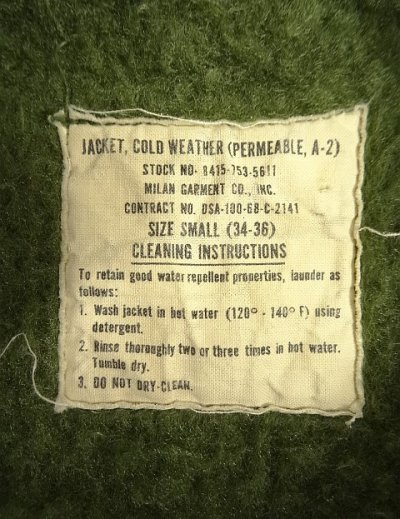 JACKET, COLD WEATHER (PERMEABLE, A-2)
STOCK NO. 8415-753-5611
MILAN GARMENT CO., INC.
CONTRACT NO. DSA-100-68-C-2141
SIZE SMALL (34-36)
CLEANING INSTRUCTIONS
To retain good water repellent properties, launder as
follows:
1. Wash jacket in hot water (120° - 140° F) using
detergent.
2. Rinse thoroughly two or three times in hot water.
Tumble dry.
3. DO NOT DRY-CLEAN.